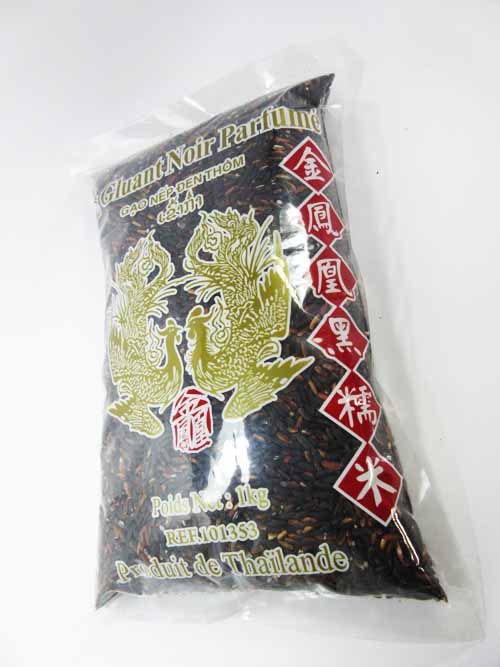 Gluant Noir Parfumé
GẠO NẾP ĐEN THƠM
金鳳凰黑糯米
Poids Net : 1kg
REF.101353
Produit de Thaïlande